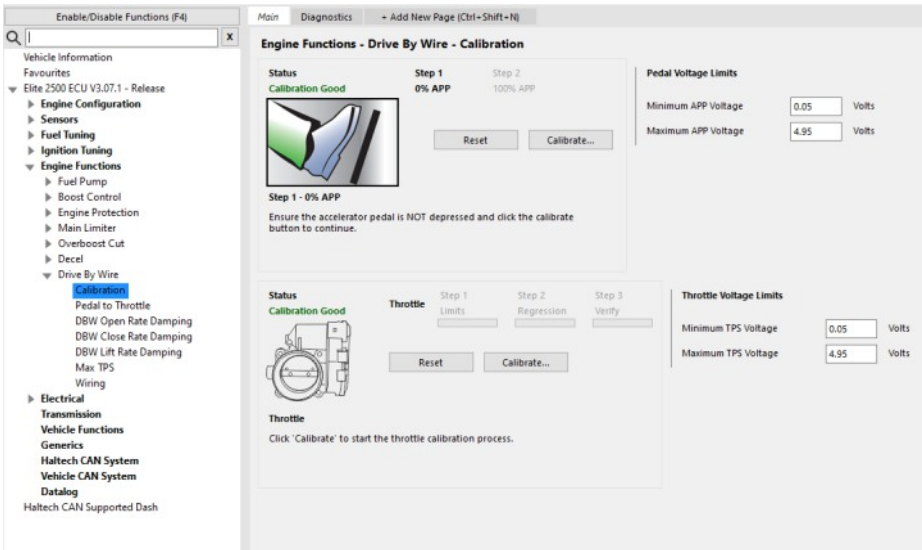 Enable/Disable Functions (F4)
x
Vehicle Information
Favourites
Elite 2500 ECU V3.07.1 - Release
Engine Configuration
Sensors
Fuel Tuning
Ignition Tuning
Engine Functions
Fuel Pump
Boost Control
Engine Protection
Main Limiter
Overboost Cut
Decel
Drive By Wire
Calibration
Pedal to Throttle
DBW Open Rate Damping
DBW Close Rate Damping
DBW Lift Rate Damping
Max TPS
Wiring
Electrical
Transmission
Vehicle Functions
Generics
Haltech CAN System
Vehicle CAN System
Datalog
Haltech CAN Supported Dash
Main Diagnostics + Add New Page (Ctrl+Shift+N)
Engine Functions - Drive By Wire - Calibration
Status Step 1 Step 2
Calibration Good 0% APP 100% APP
Reset Calibrate...
Step 1 - 0% APP
Ensure the accelerator pedal is NOT depressed and click the calibrate
button to continue.
Pedal Voltage Limits
Minimum APP Voltage 0.05 Volts
Maximum APP Voltage 4.95 Volts
Status Throttle Step 1 Step 2 Step 3
Calibration Good Limits Regression Verify
Reset Calibrate...
Throttle
Click 'Calibrate' to start the throttle calibration process.
Throttle Voltage Limits
Minimum TPS Voltage 0.05 Volts
Maximum TPS Voltage 4.95 Volts